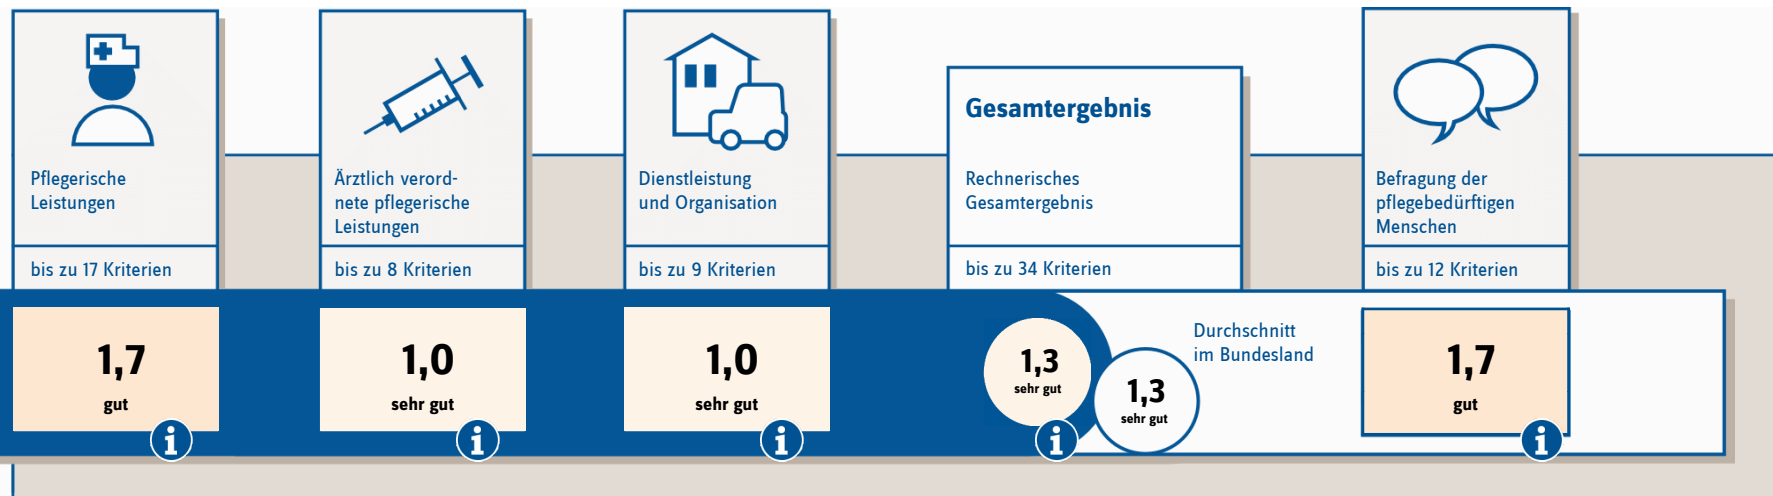 Pflegerische
Leistungen
bis zu 17 Kriterien
1,7
gut
Ärztlich verord-
nete pflegerische
Leistungen
bis zu 8 Kriterien
1,0
sehr gut
Dienstleistung
und Organisation
bis zu 9 Kriterien
1,0
sehr gut
Gesamtergebnis
Rechnerisches
Gesamtergebnis
bis zu 34 Kriterien
1,3
sehr gut
Durchschnitt
im Bundesland
1,3
sehr gut
Befragung der
pflegebedürftigen
Menschen
bis zu 12 Kriterien
1,7
gut